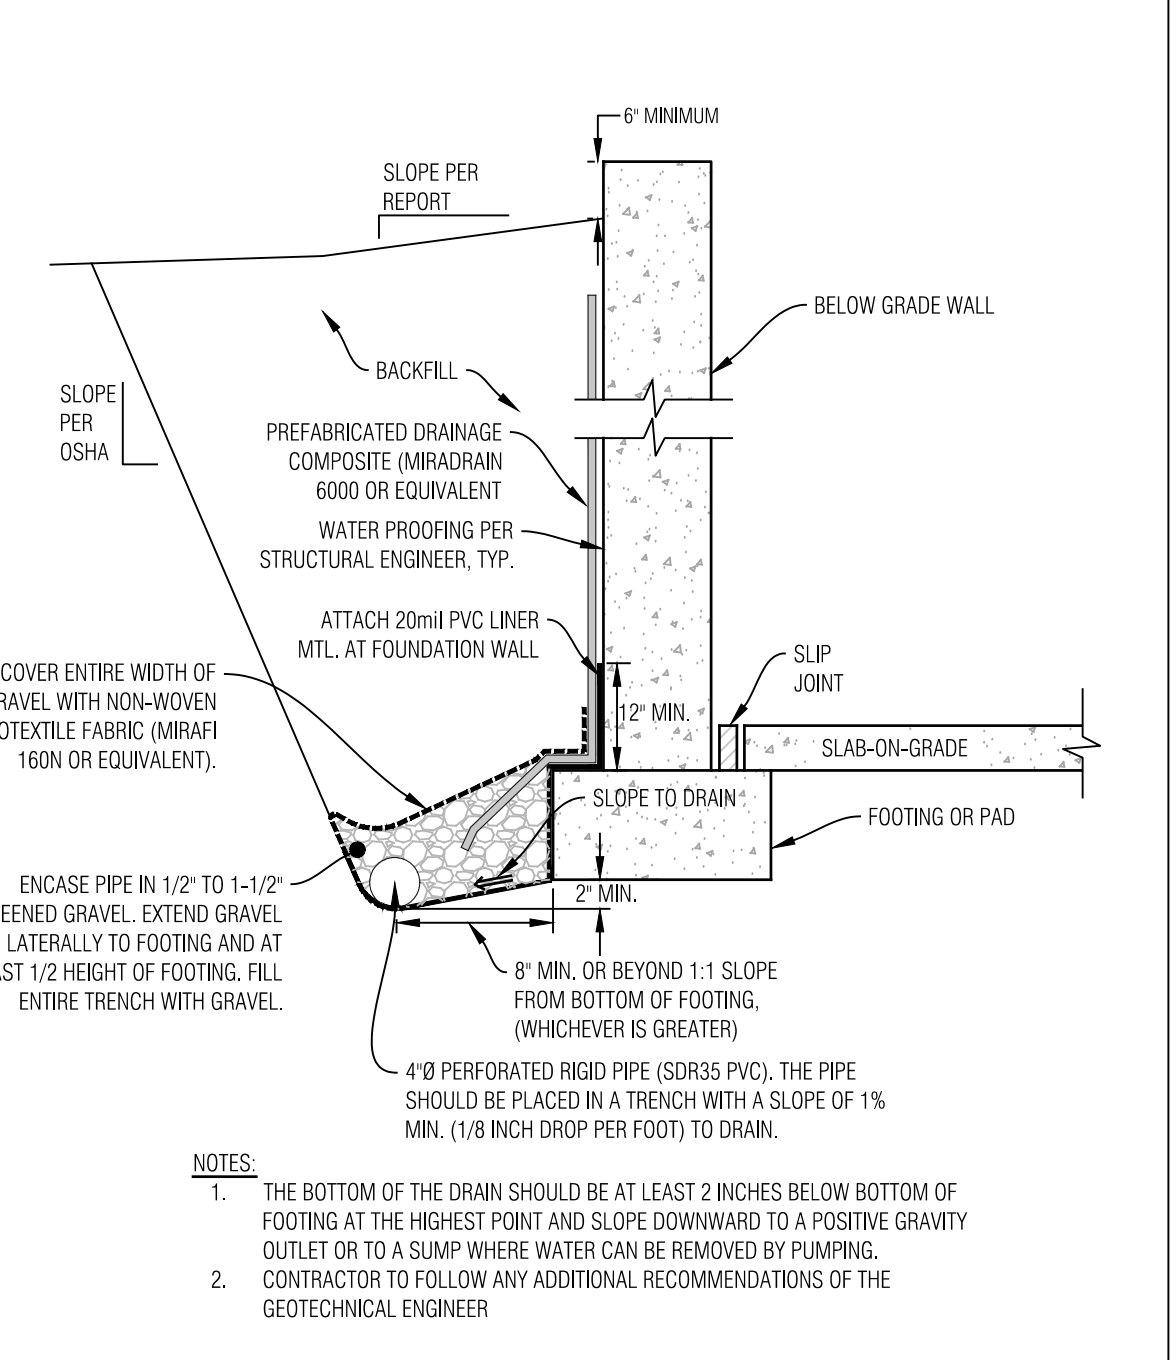 6" MINIMUM
SLOPE PER
REPORT
BELOW GRADE WALL
BACKFILL
SLOPE
PER
OSHA
PREFABRICATED DRAINAGE
COMPOSITE (MIRADRAIN
6000 OR EQUIVALENT
WATER PROOFING PER
STRUCTURAL ENGINEER, TYP.
ATTACH 20mil PVC LINER
MTL. AT FOUNDATION WALL
SLIP
JOINT
COVER ENTIRE WIDTH OF
RAVEL WITH NON-WOVEN
OTEXTILE FABRIC (MIRAFI
160N OR EQUIVALENT).
12" MIN.
SLAB-ON-GRADE
SLOPE TO DRAIN
FOOTING OR PAD
ENCASE PIPE IN 1/2" TO 1-1/2"
EENED GRAVEL. EXTEND GRAVEL
LATERALLY TO FOOTING AND AT
AST 1/2 HEIGHT OF FOOTING. FILL
ENTIRE TRENCH WITH GRAVEL.
2" MIN.
8" MIN. OR BEYOND 1:1 SLOPE
FROM BOTTOM OF FOOTING,
(WHICHEVER IS GREATER)
4"Ø PERFORATED RIGID PIPE (SDR35 PVC). THE PIPE
SHOULD BE PLACED IN A TRENCH WITH A SLOPE OF 1%
MIN. (1/8 INCH DROP PER FOOT) TO DRAIN.
NOTES:
1. THE BOTTOM OF THE DRAIN SHOULD BE AT LEAST 2 INCHES BELOW BOTTOM OF
FOOTING AT THE HIGHEST POINT AND SLOPE DOWNWARD TO A POSITIVE GRAVITY
OUTLET OR TO A SUMP WHERE WATER CAN BE REMOVED BY PUMPING.
2. CONTRACTOR TO FOLLOW ANY ADDITIONAL RECOMMENDATIONS OF THE
GEOTECHNICAL ENGINEER